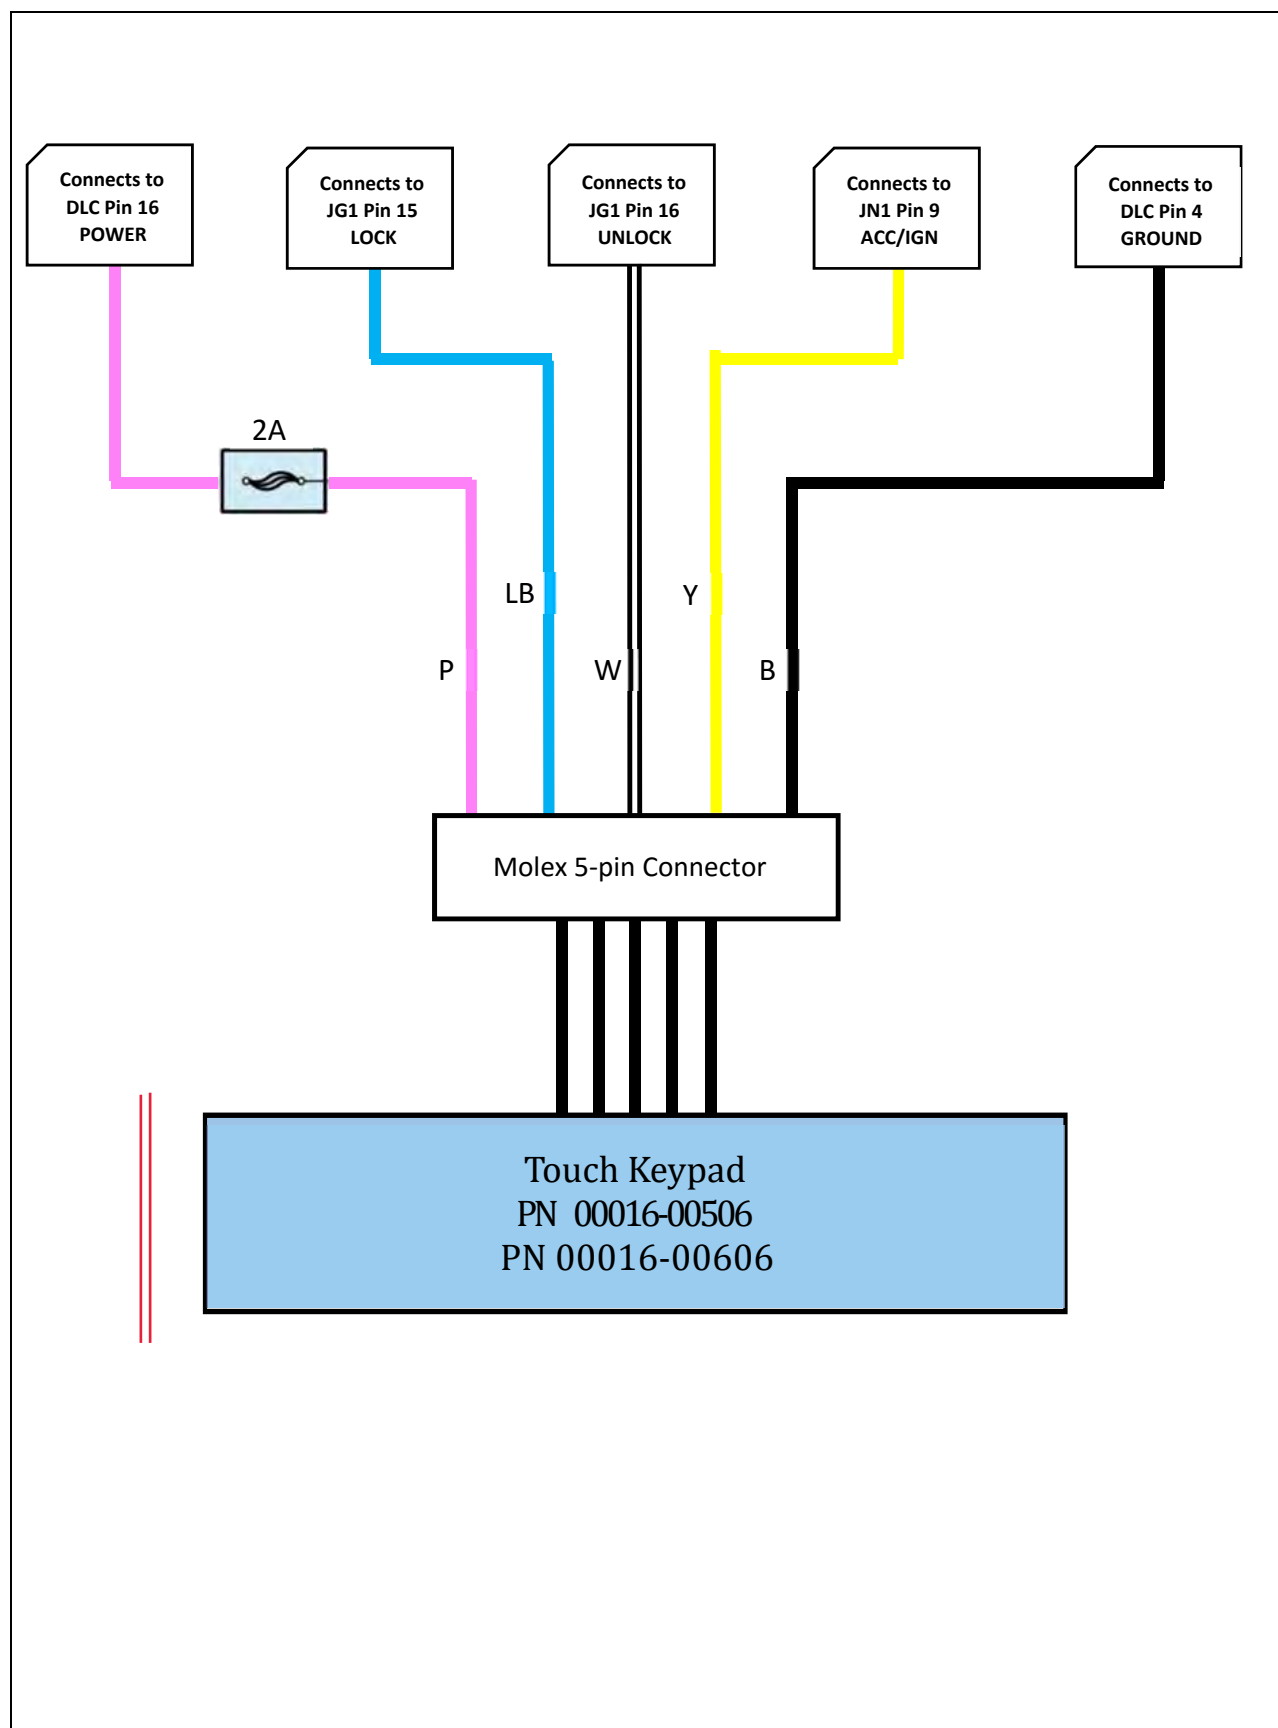 Connects to
DLC Pin 16
POWER
Connects to
JG1 Pin 15
LOCK
Connects to
JG1 Pin 16
UNLOCK
Connects to
JN1 Pin 9
ACC/IGN
Connects to
DLC Pin 4
GROUND
2A
LB
Y
P
W
B
Molex 5-pin Connector
Touch Keypad
PN 00016-00506
PN 00016-00606